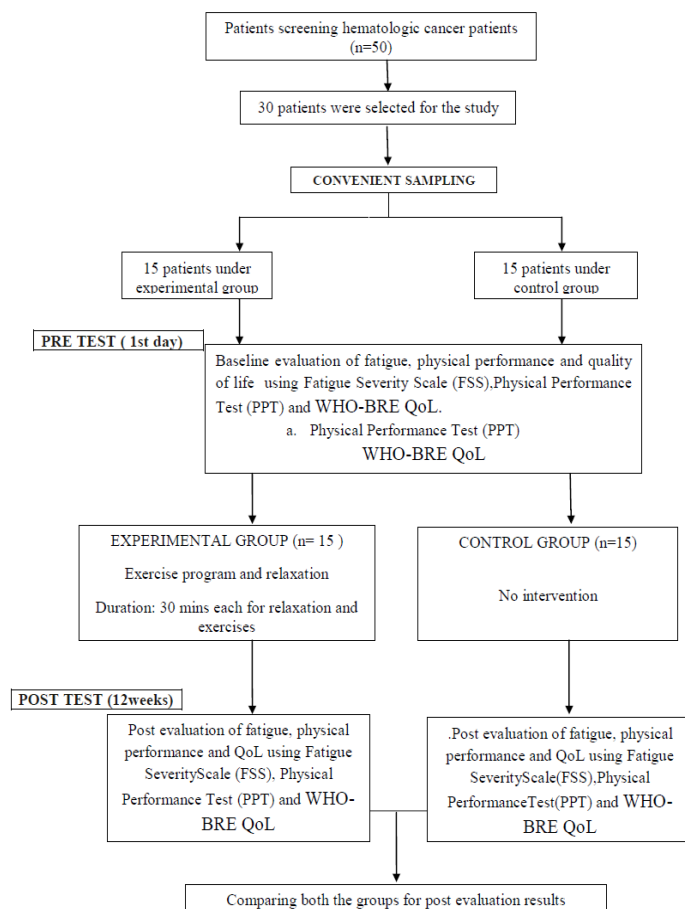 Patients screening hematologic cancer patients
(n=50)
30 patients were selected for the study
CONVENIENT SAMPLING
15 patients under
experimental group
15 patients under
control group
PRE TEST ( 1st day)
Baseline evaluation of fatigue, physical performance and quality
of life using Fatigue Severity Scale (FSS),Physical Performance
Test (PPT) and WHO-BRE QoL.
a. Physical Performance Test (PPT)
WHO-BRE QoL
EXPERIMENTAL GROUP (n= 15 )
Exercise program and relaxation
Duration: 30 mins each for relaxation and
exercises
CONTROL GROUP (n=15)
No intervention
POST TEST (12weeks)
Post evaluation of fatigue, physical
performance and QoL using Fatigue
SeverityScale (FSS), Physical
Performance Test (PPT) and WHO-
BRE QoL
.Post evaluation of fatigue, physical
performance and QoL using Fatigue
SeverityScale(FSS),Physical
PerformanceTest(PPT) and WHO-
BRE QoL
Comparing both the groups for post evaluation results